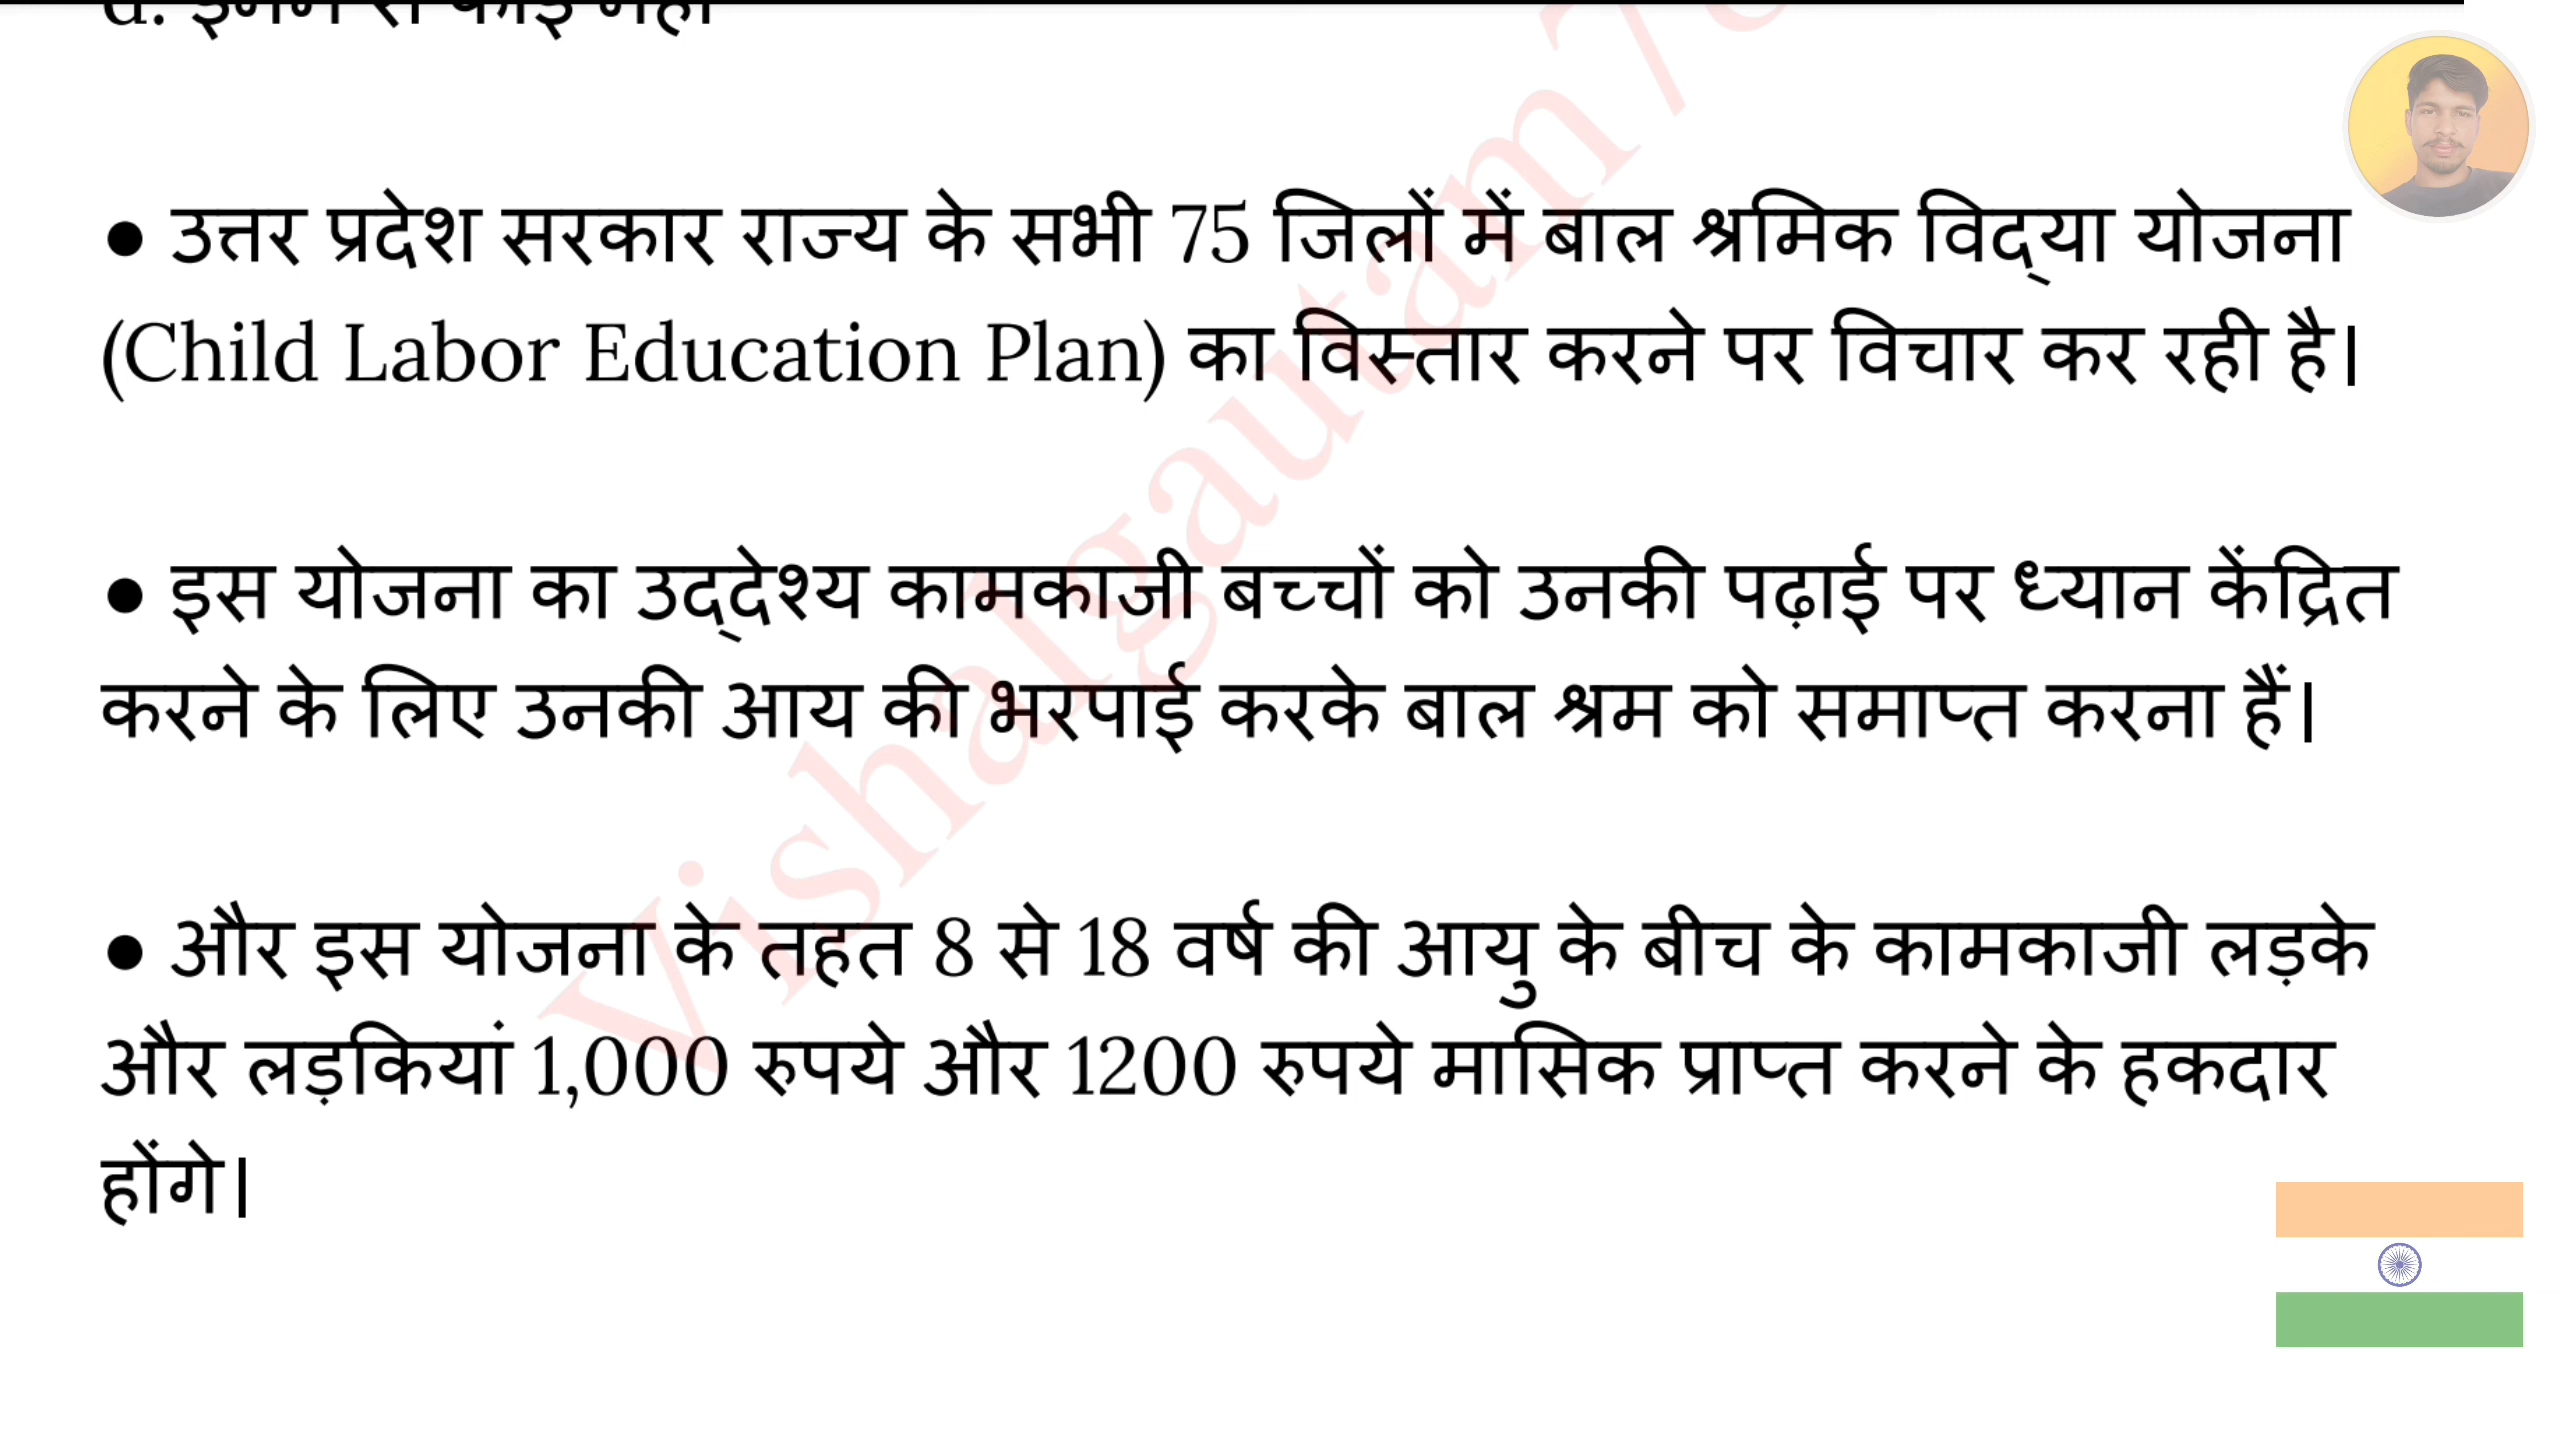 d. इनमें से कोई नहीं
● उत्तर प्रदेश सरकार राज्य के सभी 75 जिलों में बाल श्रमिक विद्‌या योजना
(Child Labor Education Plan) का विस्तार करने पर विचार कर रही है।
● इस योजना का उद्‌देश्य कामकाजी बच्चों को उनकी पढ़ाई पर ध्यान केंद्रित
करने के लिए उनकी आय की भरपाई करके बाल श्रम को समाप्त करना हैं।
● और इस योजना के तहत 8 से 18 वर्ष की आयु के बीच के कामकाजी लड़के
और लड़कियां 1,000 रुपये और 1200 रुपये मासिक प्राप्त करने के हकदार
होंगे।